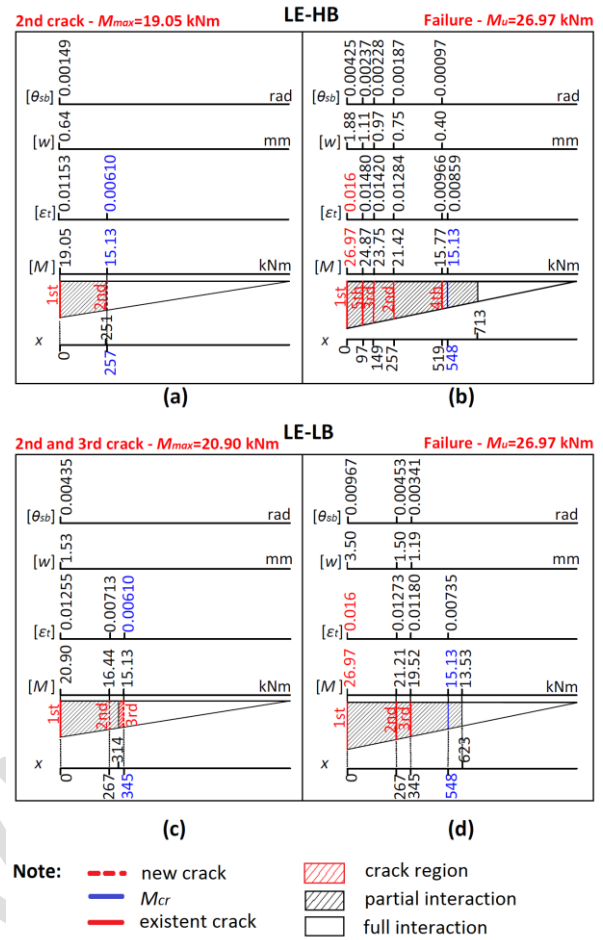 LE-HB
2nd crack - Mmax=19.05 kNm
Failure - Mu=26.97 kNm
[θsb] 0.00149 rad
[w] 0.64 mm
[εt] 0.01153 0.00610
[M] 19.05 15.13 kNm
1st 2nd
251
x 0 257
(a)
[θsb] 0.00425 0.00237 0.00228 0.00187 0.00097 rad
[w] 1.88 1.11 0.97 0.75 0.40 mm
[εt] 0.016 0.01480 0.01420 0.01284 0.00966 0.00859
[M] 26.97 24.87 23.75 21.42 15.77 15.13 kNm
1st 5th 3rd 2nd 4th
713
x 0 97 149 257 519 548
(b)
LE-LB
2nd and 3rd crack - Mmax=20.90 kNm
Failure - Mu=26.97 kNm
[θsb] 0.00435 rad
[w] 1.53 mm
[εt] 0.01255 0.00713 0.00610
[M] 20.90 16.44 15.13 kNm
1st 2nd 3rd
314
x 0 267 345
(c)
[θsb] 0.00967 0.00453 0.00341 rad
[w] 3.50 1.50 1.19 mm
[εt] 0.016 0.01273 0.01180 0.00735
[M] 26.97 21.21 19.52 15.13 13.53 kNm
1st 2nd 3rd
623
x 0 267 345 548
(d)
Note:
new crack
Mcr
existent crack
crack region
partial interaction
full interaction